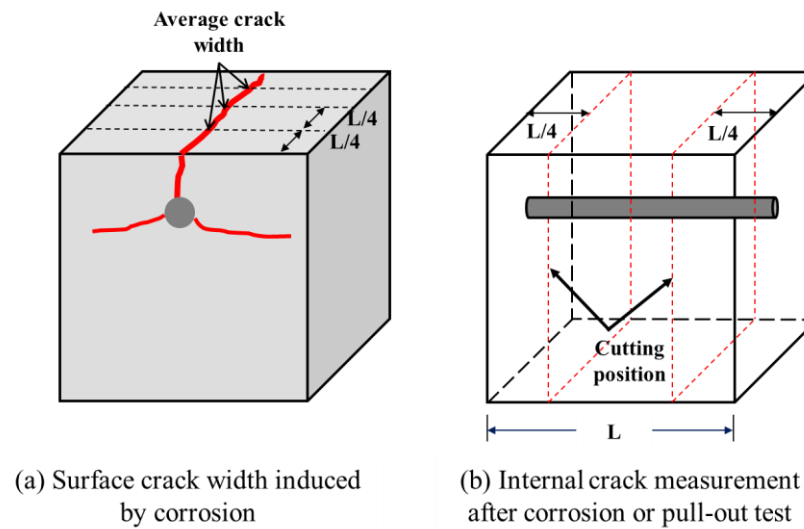 Average crack
width
L/4
L/4
L/4
L/4
Cutting
position
L
(a) Surface crack width induced
by corrosion
(b) Internal crack measurement
after corrosion or pull-out test